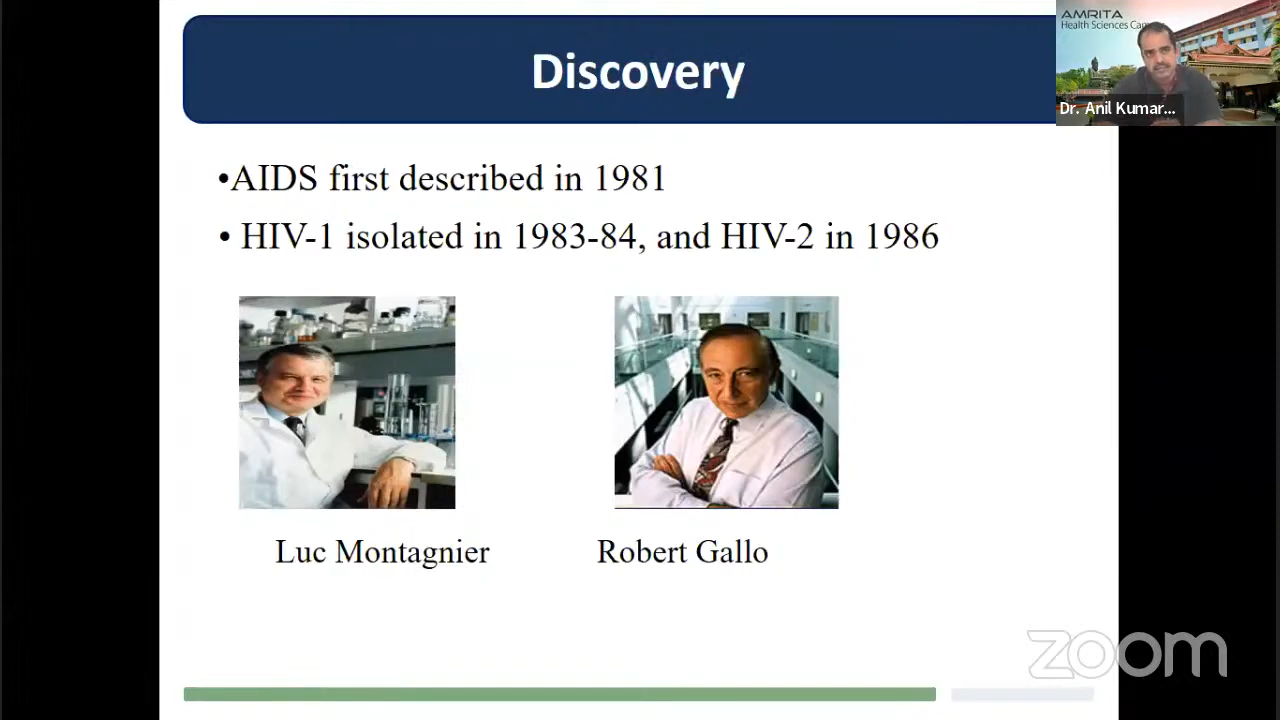 Discovery
AMRITA
Health Sciences Cam
Dr. Anil Kumar...
•AIDS first described in 1981
• HIV-1 isolated in 1983-84, and HIV-2 in 1986
Luc Montagnier
Robert Gallo
zoom